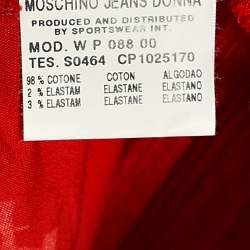 MOSCHINO JEANS DONNA
PRODUCED AND DISTRIBUTED
BY SPORTSWEAR INT.
MOD. W P 088 00
TES. S0464 CP1025170
98 % COTONE COTON ALGODAO
2 % ELASTAM ELASTANE ELASTANO
3 % ELASTAM ELASTANE ELASTANO